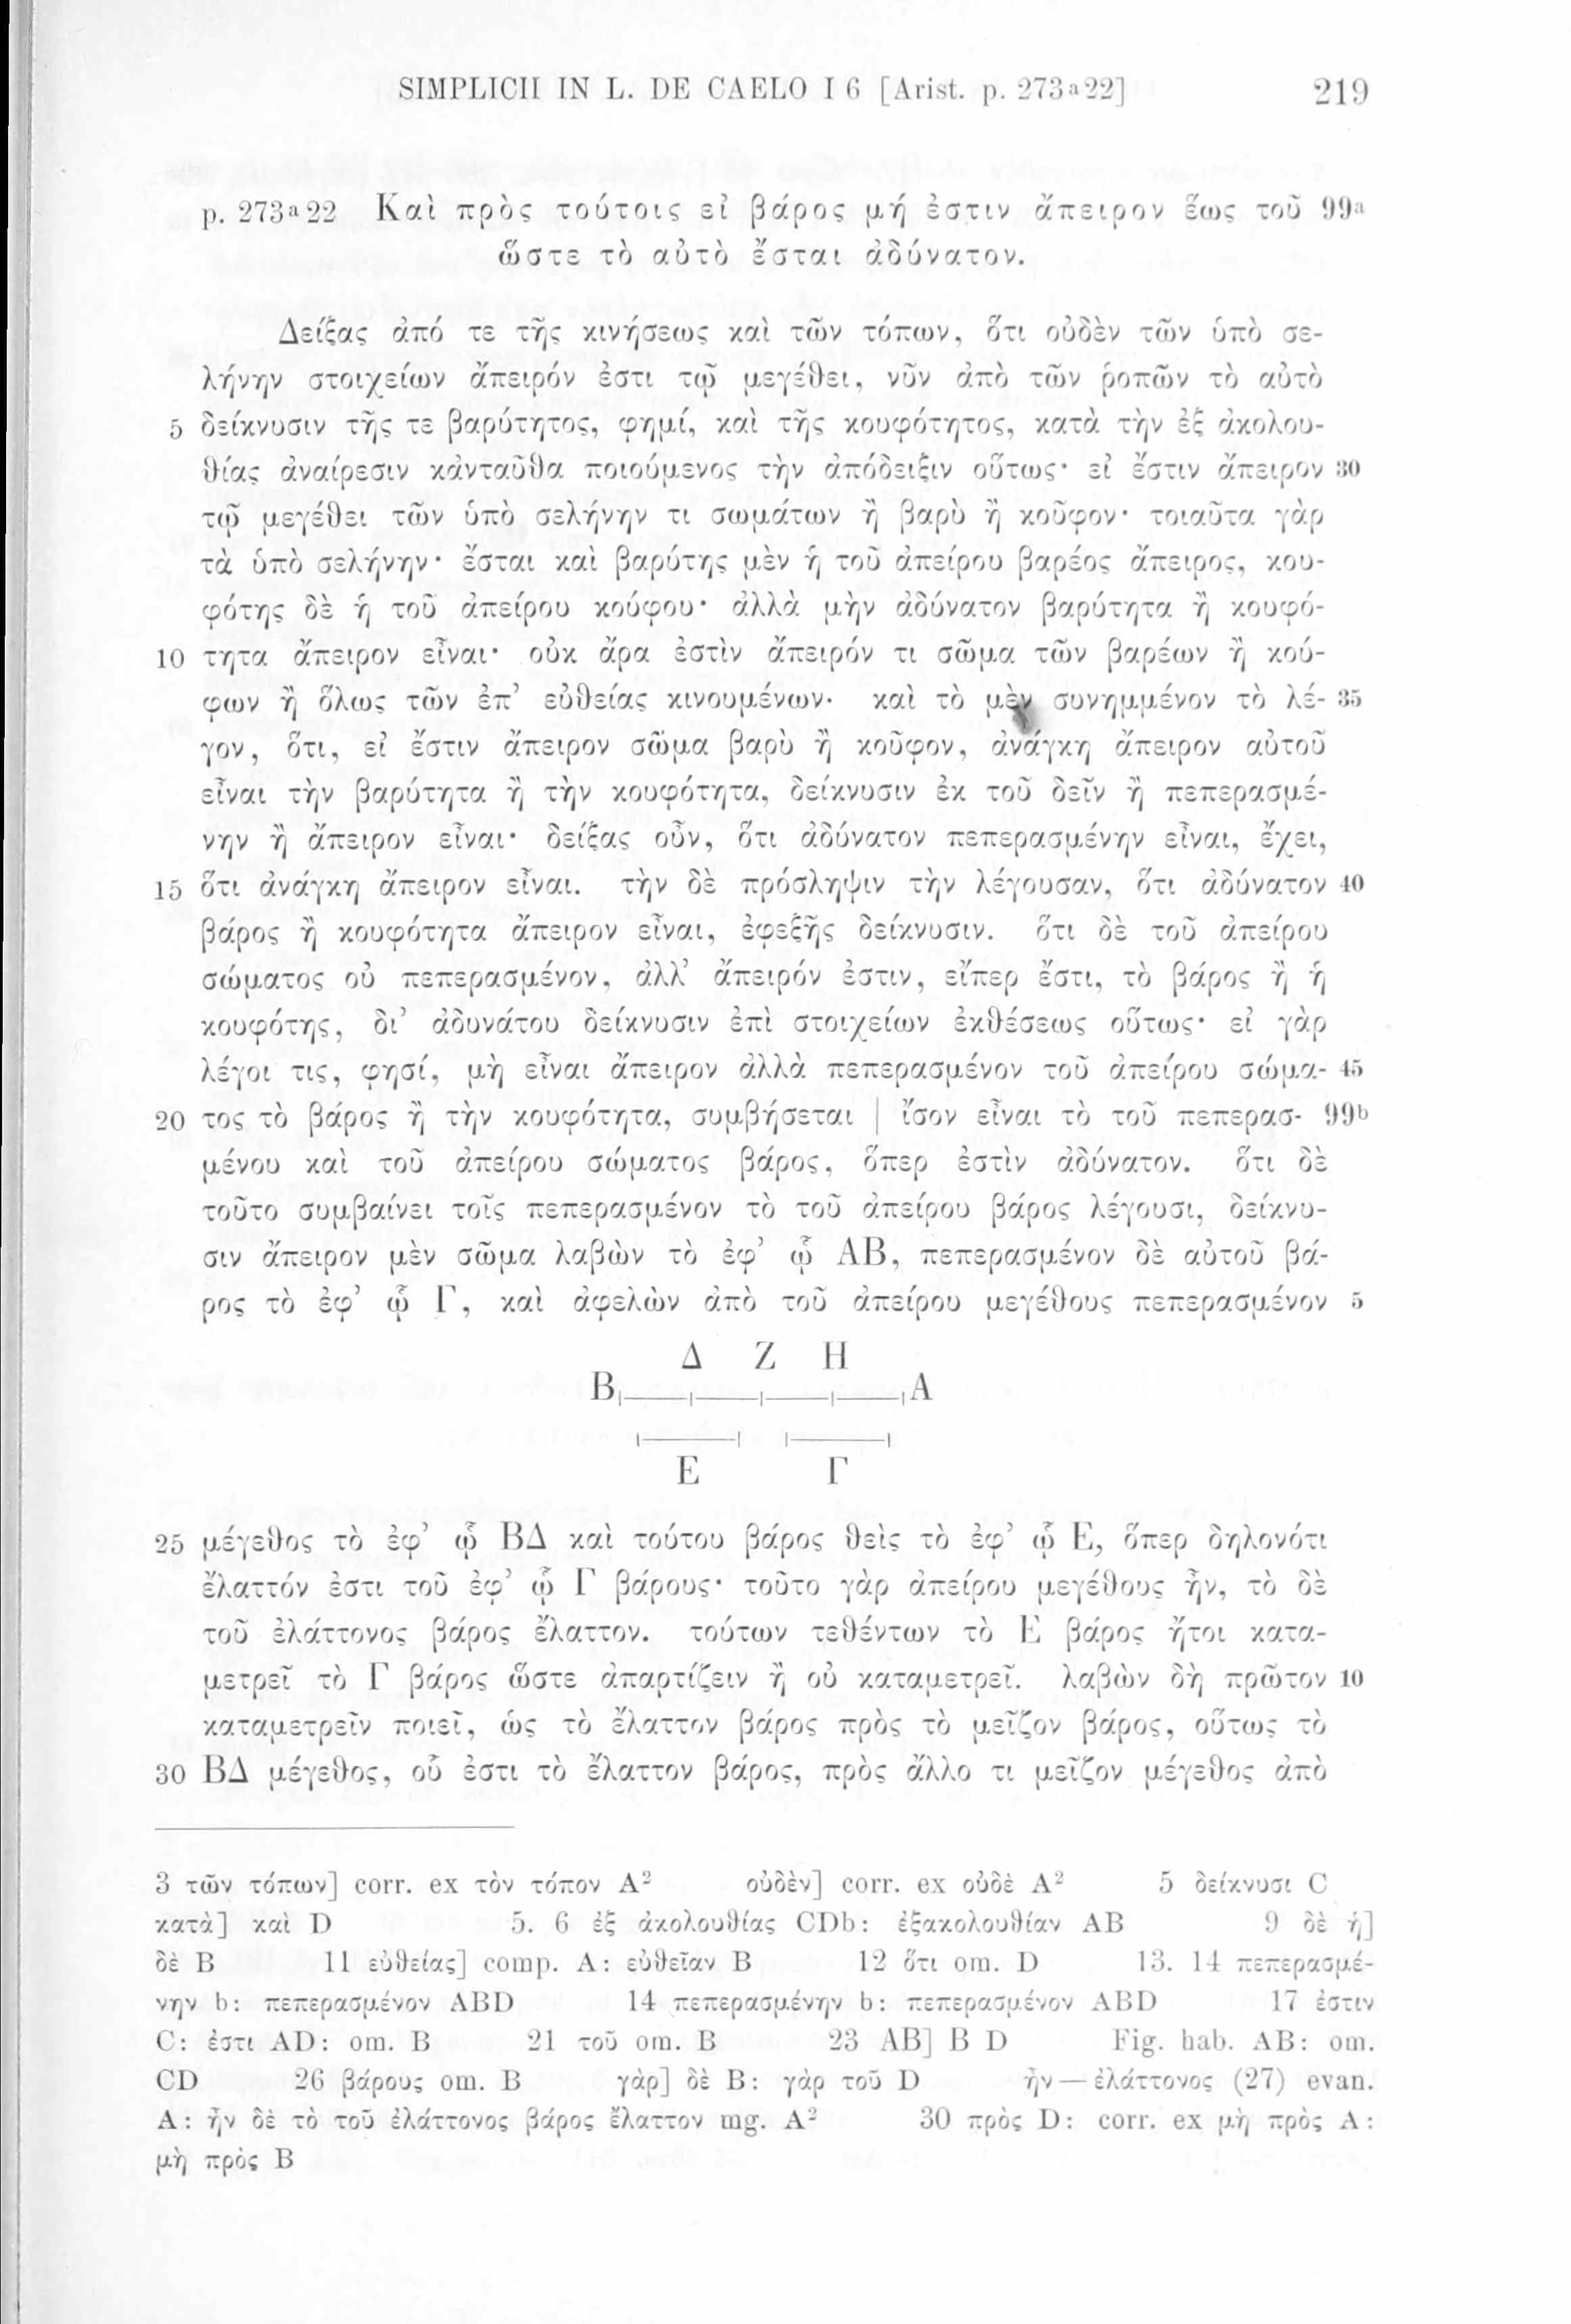 SIMPLICII IN L. DE CAELO I 6 [Arist. p. 273ᵃ22] 219
p. 273ᵃ22 Καὶ πρὸς τούτοις εἰ βάρος μή ἐστιν ἄπειρον ἕως τοῦ 99ᵃ
ὥστε τὸ αὐτὸ ἔσται ἀδύνατον.
Δείξας ἀπό τε τῆς κινήσεως καὶ τῶν τόπων, ὅτι οὐδὲν τῶν ὑπὸ σε-
λήνην στοιχείων ἄπειρόν ἐστι τῷ μεγέθει, νῦν ἀπὸ τῶν ῥοπῶν τὸ αὐτὸ
5 δείκνυσιν τῆς τε βαρύτητος, φημί, καὶ τῆς κουφότητος, κατὰ τὴν ἐξ ἀκολου-
θίας ἀναίρεσιν κἀνταῦθα ποιούμενος τὴν ἀπόδειξιν οὕτως· εἰ ἔστιν ἄπειρον 30
τῷ μεγέθει τῶν ὑπὸ σελήνην τι σωμάτων ἢ βαρὺ ἢ κοῦφον· τοιαῦτα γὰρ
τὰ ὑπὸ σελήνην· ἔσται καὶ βαρύτης μὲν ἡ τοῦ ἀπείρου βαρέος ἄπειρος, κου-
φότης δὲ ἡ τοῦ ἀπείρου κούφου· ἀλλὰ μὴν ἀδύνατον βαρύτητα ἢ κουφό-
10 τητα ἄπειρον εἶναι· οὐκ ἄρα ἐστὶν ἄπειρόν τι σῶμα τῶν βαρέων ἢ κού-
φων ἢ ὅλως τῶν ἐπ’ εὐθείας κινουμένων· καὶ τὸ μὲν συνημμένον τὸ λέ- 35
γον, ὅτι, εἰ ἔστιν ἄπειρον σῶμα βαρὺ ἢ κοῦφον, ἀνάγκη ἄπειρον αὐτοῦ
εἶναι τὴν βαρύτητα ἢ τὴν κουφότητα, δείκνυσιν ἐκ τοῦ δεῖν ἢ πεπερασμέ-
νην ἢ ἄπειρον εἶναι· δείξας οὖν, ὅτι ἀδύνατον πεπερασμένην εἶναι, ἔχει,
15 ὅτι ἀνάγκη ἄπειρον εἶναι. τὴν δὲ πρόσληψιν τὴν λέγουσαν, ὅτι ἀδύνατον 40
βάρος ἢ κουφότητα ἄπειρον εἶναι, ἐφεξῆς δείκνυσιν. ὅτι δὲ τοῦ ἀπείρου
σώματος οὐ πεπερασμένον, ἀλλ’ ἄπειρόν ἐστιν, εἴπερ ἔστι, τὸ βάρος ἢ ἡ
κουφότης, δι’ ἀδυνάτου δείκνυσιν ἐπὶ στοιχείων ἐκθέσεως οὕτως· εἰ γὰρ
λέγοι τις, φησί, μὴ εἶναι ἄπειρον ἀλλὰ πεπερασμένον τοῦ ἀπείρου σώμα- 45
20 τος τὸ βάρος ἢ τὴν κουφότητα, συμβήσεται | ἴσον εἶναι τὸ τοῦ πεπερασ- 99ᵇ
μένου καὶ τοῦ ἀπείρου σώματος βάρος, ὅπερ ἐστὶν ἀδύνατον. ὅτι δὲ
τοῦτο συμβαίνει τοῖς πεπερασμένον τὸ τοῦ ἀπείρου βάρος λέγουσι, δείκνυ-
σιν ἄπειρον μὲν σῶμα λαβὼν τὸ ἐφ’ ᾧ ΑΒ, πεπερασμένον δὲ αὐτοῦ βά-
ρος τὸ ἐφ’ ᾧ Γ, καὶ ἀφελὼν ἀπὸ τοῦ ἀπείρου μεγέθους πεπερασμένον 5
Δ Ζ Η
Β Α
Ε Γ
25 μέγεθος τὸ ἐφ’ ᾧ ΒΔ καὶ τούτου βάρος θεὶς τὸ ἐφ’ ᾧ Ε, ὅπερ δηλονότι
ἔλαττόν ἐστι τοῦ ἐφ’ ᾧ Γ βάρους· τοῦτο γὰρ ἀπείρου μεγέθους ἦν, τὸ δὲ
τοῦ ἐλάττονος βάρος ἔλαττον. τούτων τεθέντων τὸ Ε βάρος ἤτοι κατα-
μετρεῖ τὸ Γ βάρος ὥστε ἀπαρτίζειν ἢ οὐ καταμετρεῖ. λαβὼν δὴ πρῶτον 10
καταμετρεῖν ποιεῖ, ὡς τὸ ἔλαττον βάρος πρὸς τὸ μεῖζον βάρος, οὕτως τὸ
30 ΒΔ μέγεθος, οὗ ἐστι τὸ ἔλαττον βάρος, πρὸς ἄλλο τι μεῖζον μέγεθος ἀπὸ
3 τῶν τόπων] corr. ex τὸν τόπον A² οὐδὲν] corr. ex οὐδὲ A² 5 δείκνυσι C
κατὰ] καὶ D 5. 6 ἐξ ἀκολουθίας CDb: ἐξακολουθίαν AB 9 δὲ ἡ]
δὲ B 11 εὐθείας] comp. A: εὐθεῖαν B 12 ὅτι om. D 13. 14 πεπερασμέ-
νην b: πεπερασμένον ABD 14 πεπερασμένην b: πεπερασμένον ABD 17 ἐστιν
C: ἐστι AD: om. B 21 τοῦ om. B 23 ΑΒ] Β D Fig. hab. AB: om.
CD 26 βάρους om. B γὰρ] δὲ B: γὰρ τοῦ D ἦν — ἐλάττονος (27) evan.
A: ἦν δὲ τὸ τοῦ ἐλάττονος βάρος ἔλαττον mg. A² 30 πρὸς D: corr. ex μὴ πρὸς A:
μὴ πρὸς B